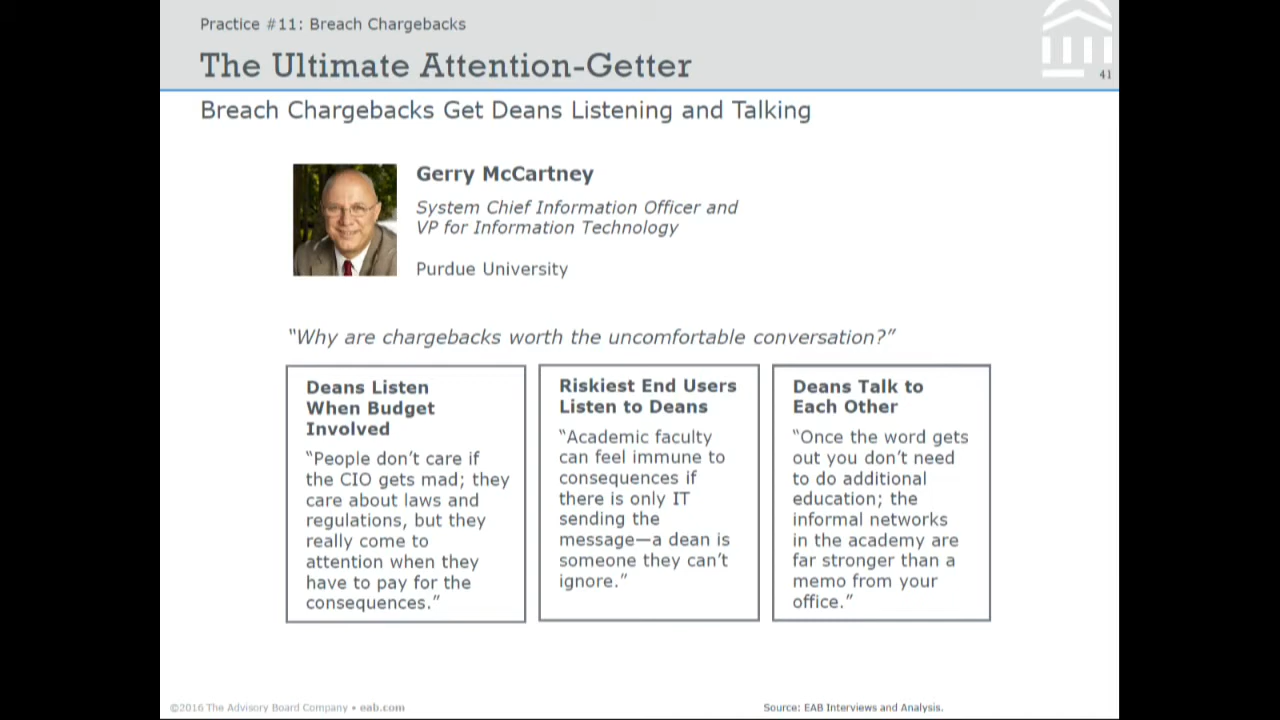 Practice #11: Breach Chargebacks
The Ultimate Attention-Getter
41
Breach Chargebacks Get Deans Listening and Talking
Gerry McCartney
System Chief Information Officer and
VP for Information Technology
Purdue University
“Why are chargebacks worth the uncomfortable conversation?”
Deans Listen
When Budget
Involved
“People don’t care if
the CIO gets mad; they
care about laws and
regulations, but they
really come to
attention when they
have to pay for the
consequences.”
Riskiest End Users
Listen to Deans
“Academic faculty
can feel immune to
consequences if
there is only IT
sending the
message—a dean is
someone they can’t
ignore.”
Deans Talk to
Each Other
“Once the word gets
out you don’t need
to do additional
education; the
informal networks
in the academy are
far stronger than a
memo from your
office.”
©2016 The Advisory Board Company • eab.com
Source: EAB Interviews and Analysis.